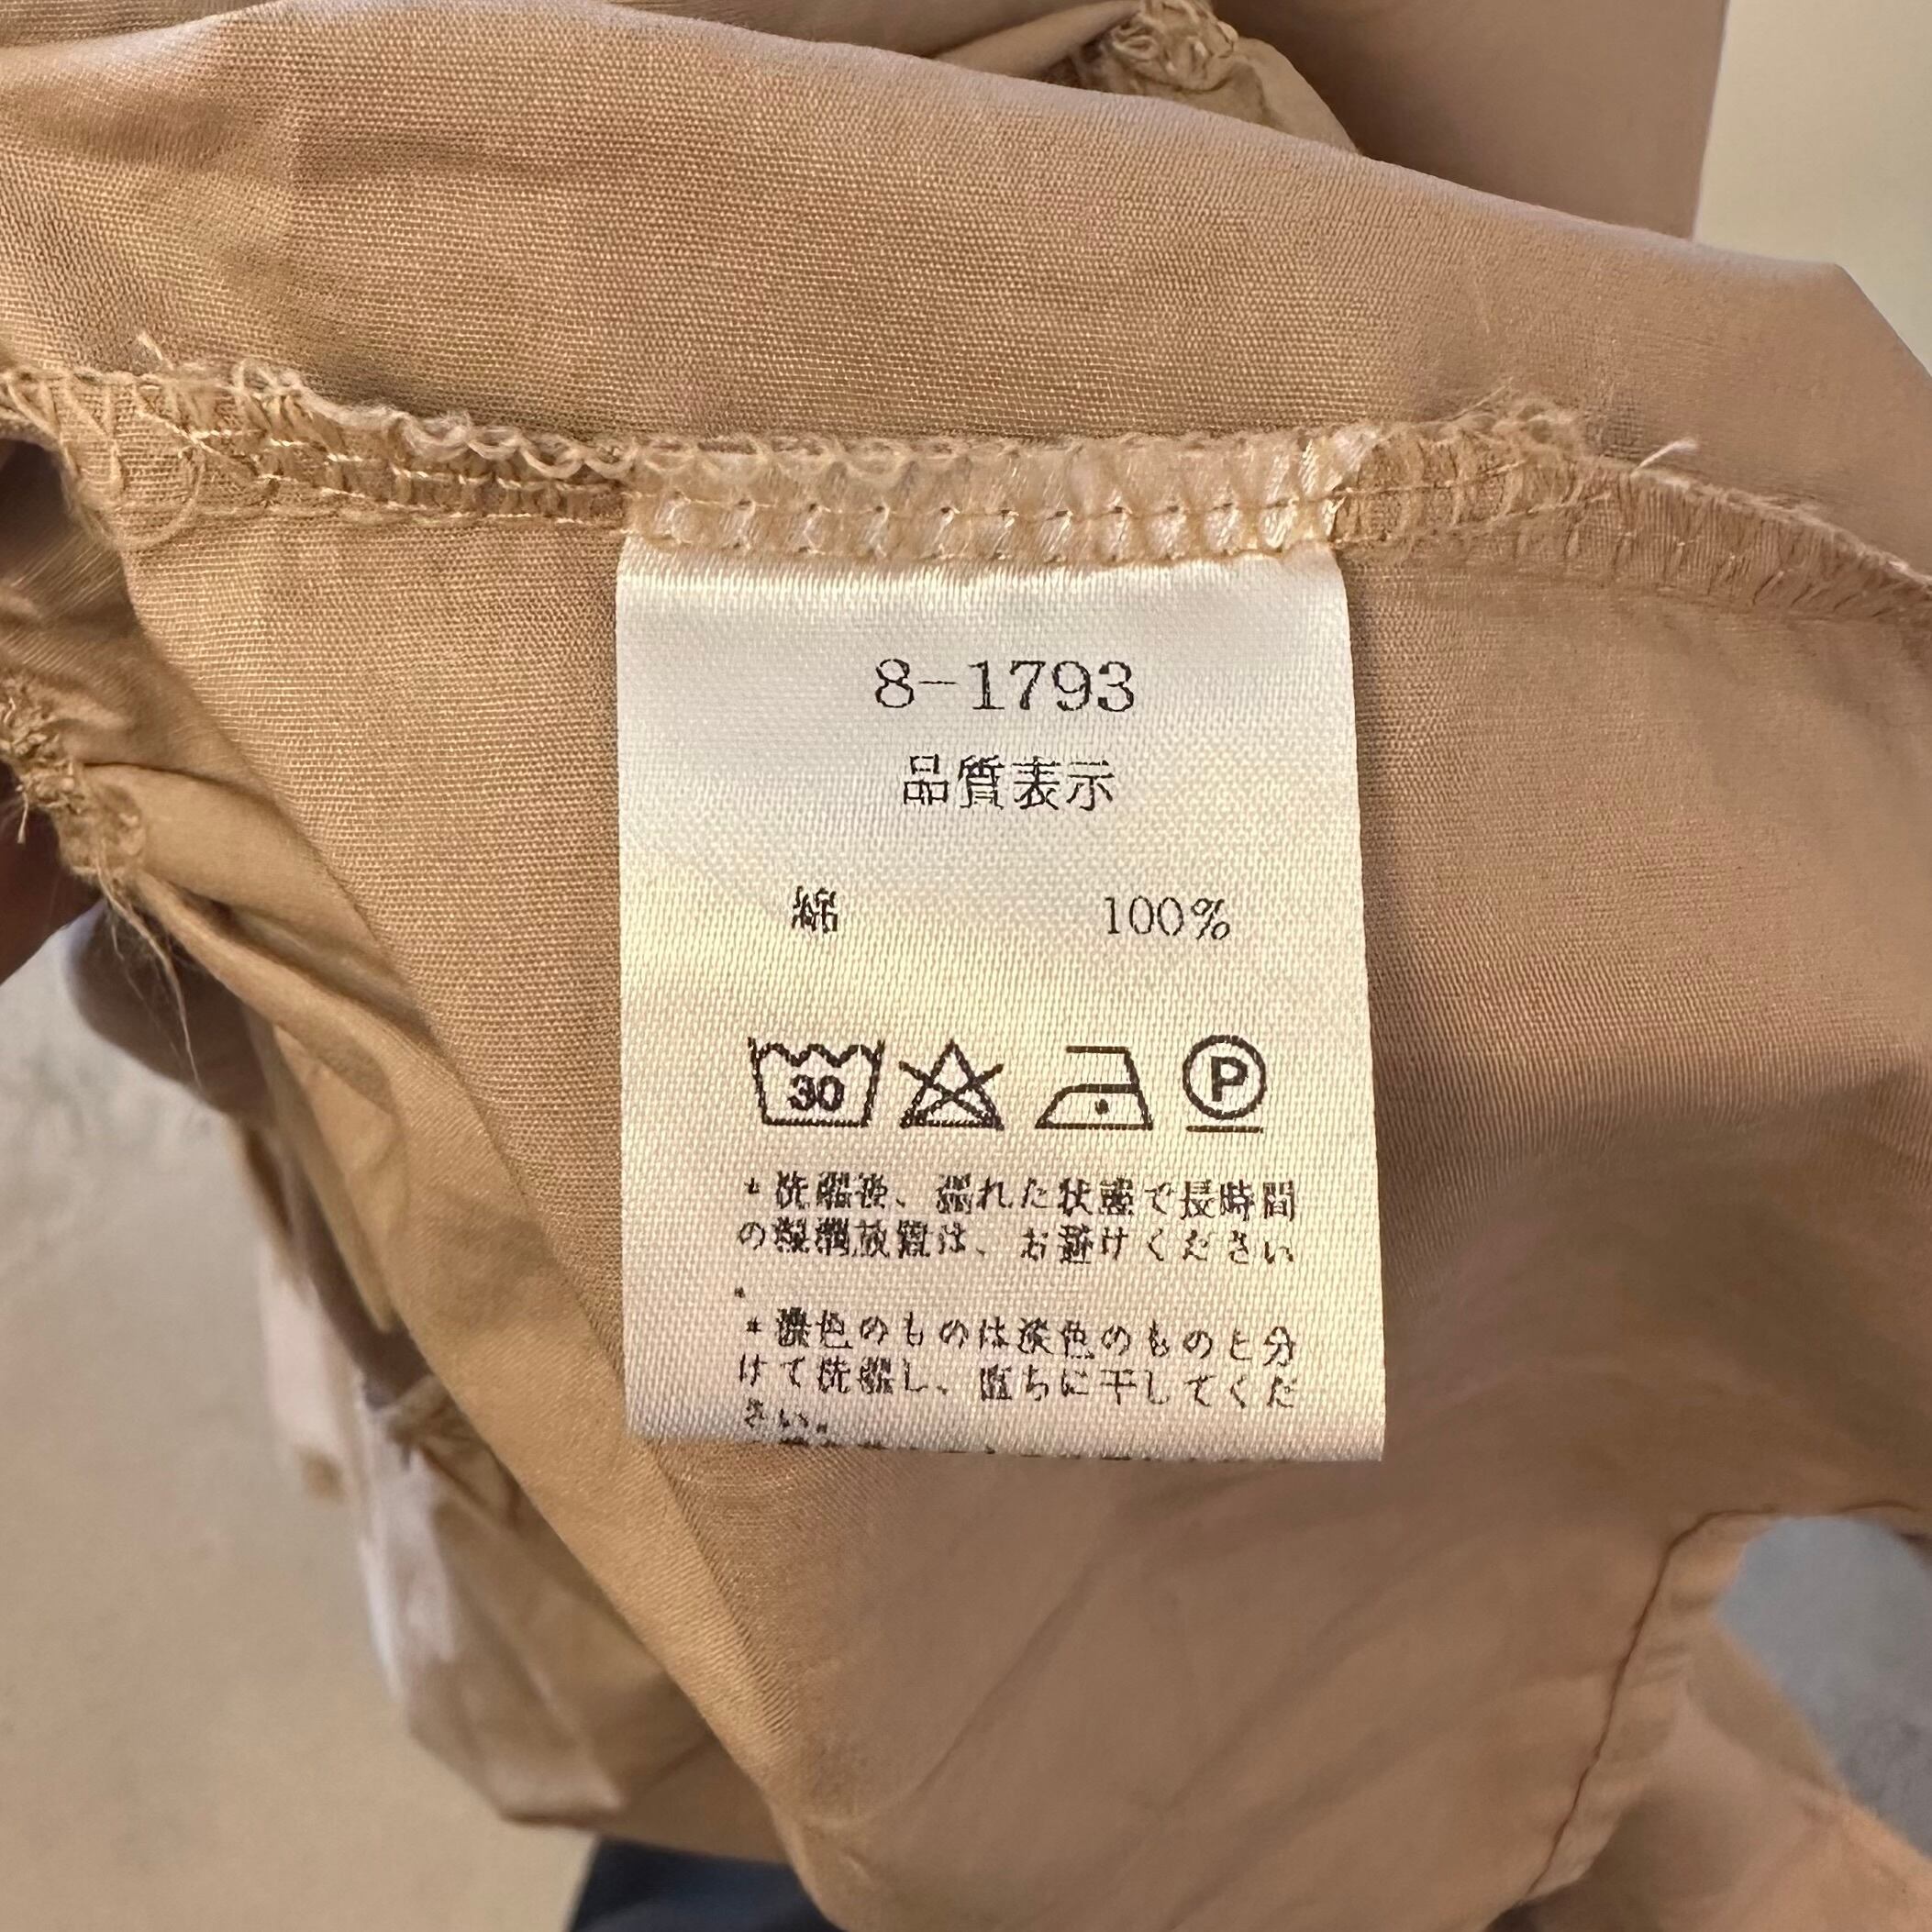 8-1793
品質表示
綿 100%
30 P
*洗濯後、濡れた状態で長時間
の浸漬放置は、お避けください
.
*濃色のものは淡色のものと分
けて洗濯し、直ちに干してくだ
さい.